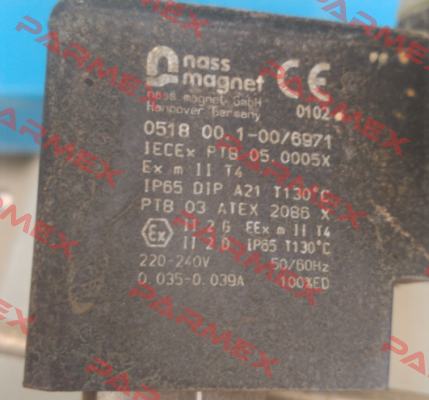 nass
magnet
CE
nass magnet GmbH
Hannover Germany
0102
0518 00.1-00/6971
IECEx PTB 05.0005X
Ex m II T4
IP65 DIP A21 T130°C
PTB 03 ATEX 2086 X
Ex II 2 G EEx m II T4
II 2 D IP65 T130°C
220-240V 50/60Hz
0.035-0.039A 100%ED
PARMEX
PARMEX
PARMEX
PARMEX
PARMEX